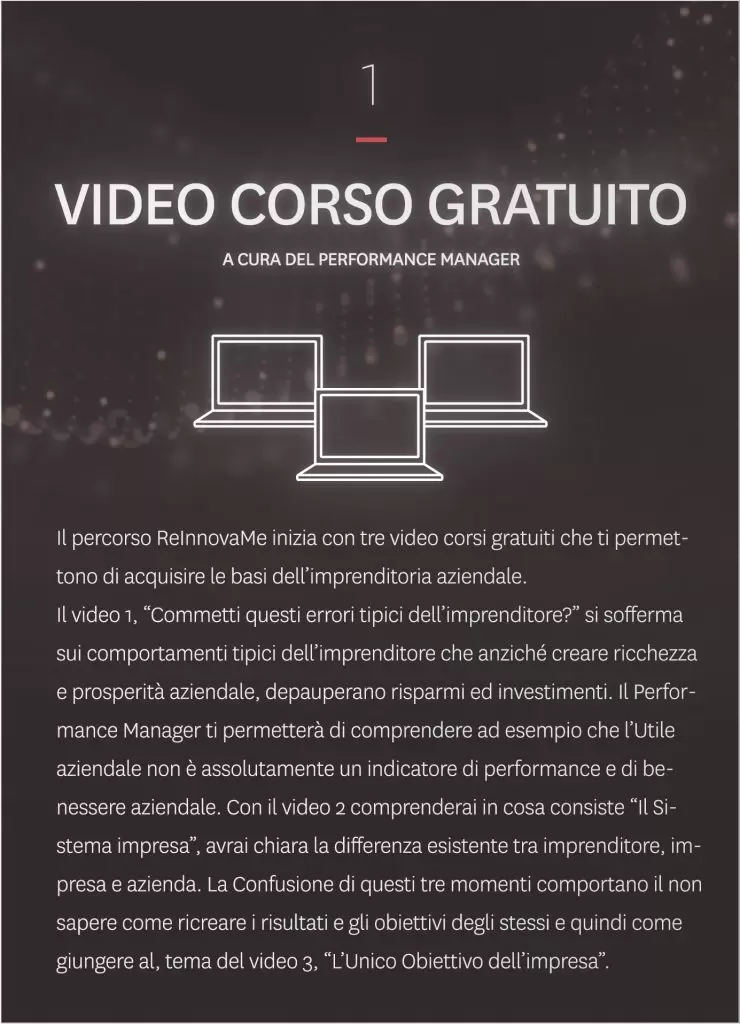 1
VIDEO CORSO GRATUITO
A CURA DEL PERFORMANCE MANAGER
Il percorso ReInnovaMe inizia con tre video corsi gratuiti che ti permet-
tono di acquisire le basi dell'imprenditoria aziendale.
Il video 1, “Commetti questi errori tipici dell'imprenditore?” si sofferma
sui comportamenti tipici dell'imprenditore che anziché creare ricchezza
e prosperità aziendale, depauperano risparmi ed investimenti. Il Perfor-
mance Manager ti permetterà di comprendere ad esempio che l'Utile
aziendale non è assolutamente un indicatore di performance e di be-
nessere aziendale. Con il video 2 comprenderai in cosa consiste “Il Si-
stema impresa”, avrai chiara la differenza esistente tra imprenditore, im-
presa e azienda. La Confusione di questi tre momenti comportano il non
sapere come ricreare i risultati e gli obiettivi degli stessi e quindi come
giungere al, tema del video 3, “L'Unico Obiettivo dell'impresa”.